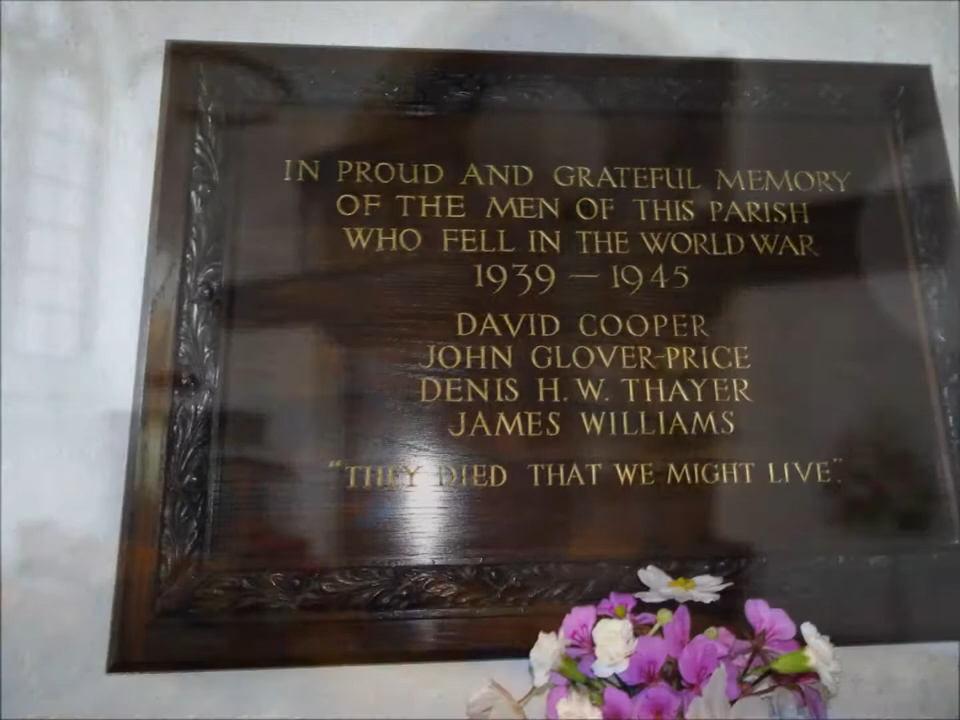 IN PROUD AND GRATEFUL MEMORY
OF THE MEN OF THIS PARISH
WHO FELL IN THE WORLD WAR
1939 — 1945
DAVID COOPER
JOHN GLOVER-PRICE
DENIS H. W. THAYER
JAMES WILLIAMS
"THEY DIED THAT WE MIGHT LIVE".